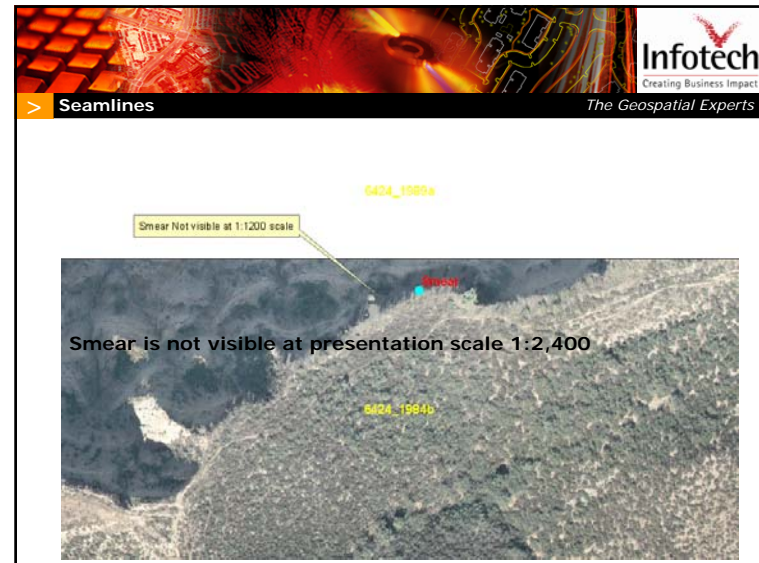 Infotech
Creating Business Impact
> Seamlines
The Geospatial Experts
6424_1989a
Smear Not visible at 1:1200 scale
Smear
Smear is not visible at presentation scale 1:2,400
6424_1984b